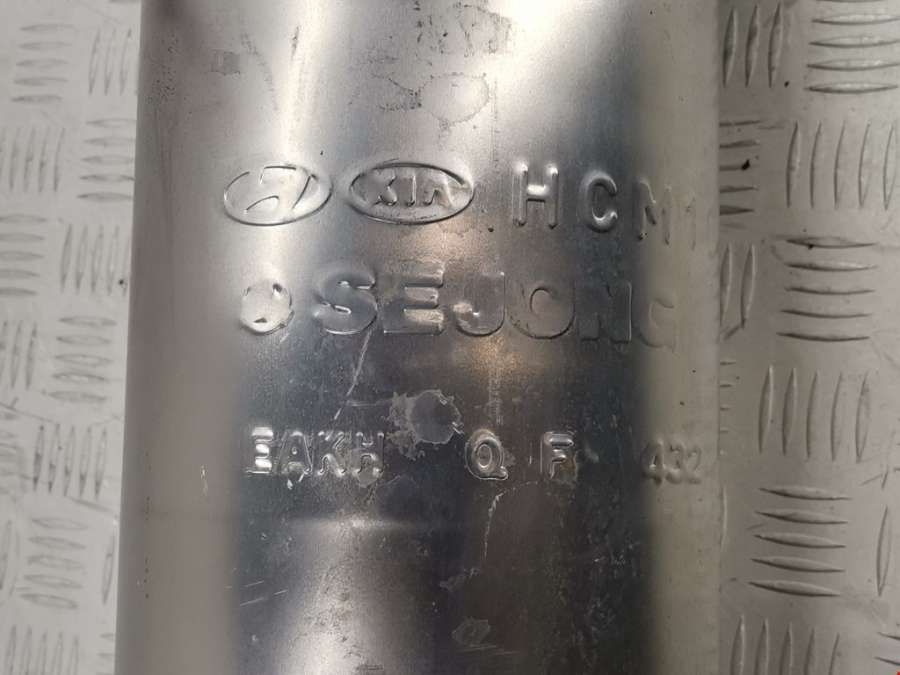 KIA HCM
SEJONG
EAKH Q F 432